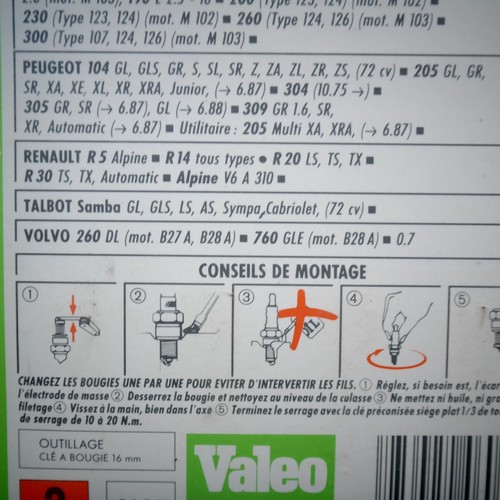 230 (Type 123, 124) (mot. M 102) ▪ 260 (Type 124, 126) (mot. M 103) ▪
300 (Type 107, 124, 126) (mot. M 103) ▪
PEUGEOT 104 GL, GLS, GR, S, SL, SR, Z, ZA, ZL, ZR, ZS, (72 cv) ▪ 205 GL, GR,
SR, XA, XE, XL, XR, XRA, Junior, (→ 6.87) ▪ 304 (10.75 →) ▪
305 GR, SR (→ 6.87), GL (→ 6.88) ▪ 309 GR 1.6, SR,
XR, Automatic (→ 6.87) ▪ Utilitaire : 205 Multi XA, XRA, (→ 6.87) ▪
RENAULT R 5 Alpine ▪ R 14 tous types ● R 20 LS, TS, TX ▪
R 30 TS, TX, Automatic ▪ Alpine V6 A 310 ▪
TALBOT Samba GL, GLS, LS, AS, Sympa, Cabriolet, (72 cv) ▪
VOLVO 260 DL (mot. B27 A, B28 A) ▪ 760 GLE (mot. B28 A) ▪ 0.7
CONSEILS DE MONTAGE
① ② ③ ④ ⑤
OIL
CHANGEZ LES BOUGIES UNE PAR UNE POUR EVITER D'INTERVERTIR LES FILS. ① Réglez, si besoin est, l'écar
l'électrode de masse ② Desserrez la bougie et nettoyez au niveau de la culasse ③ Ne mettez ni huile, ni gra
filetage ④ Vissez à la main, bien dans l'axe ⑤ Terminez le serrage avec la clé préconisée siège plat 1/3 de to
de serrage de 10 à 20 N.m.
OUTILLAGE
CLÉ A BOUGIE 16 mm
Valeo